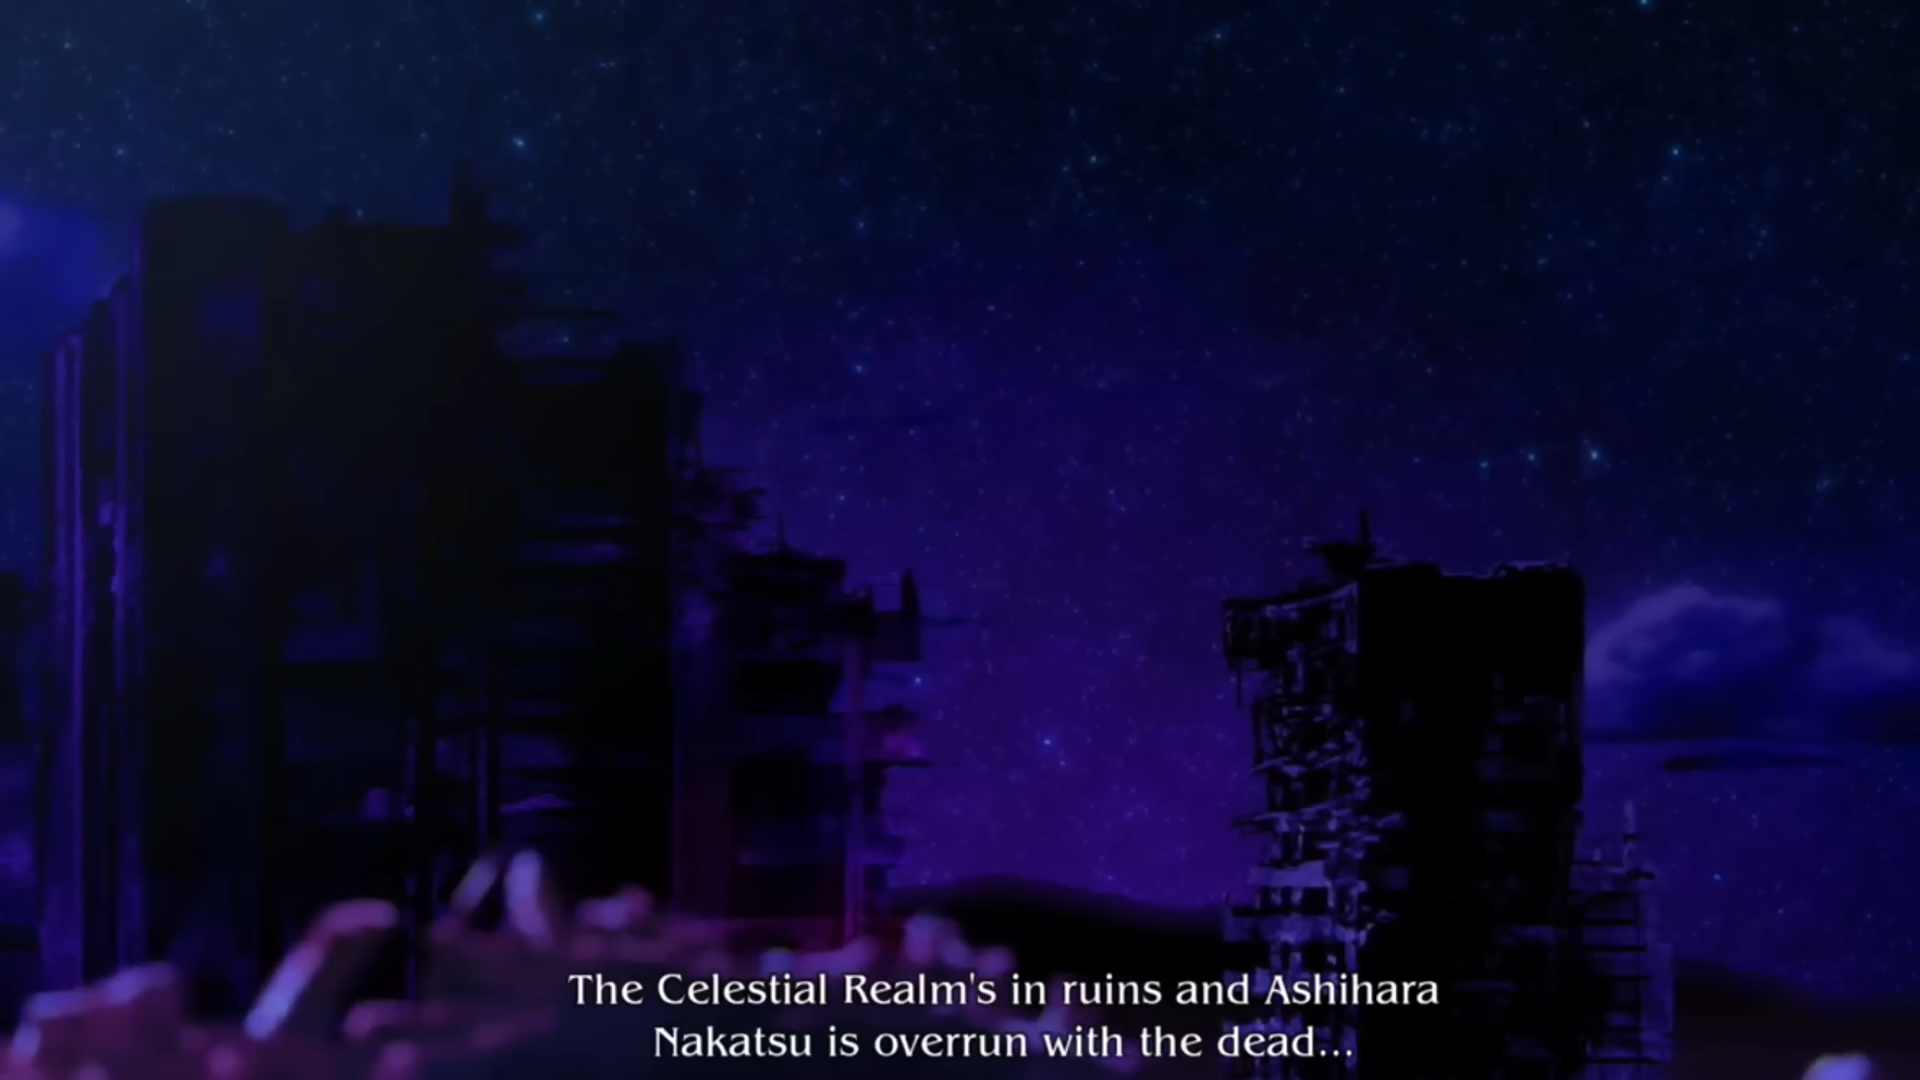 The Celestial Realm's in ruins and Ashihara
Nakatsu is overrun with the dead...